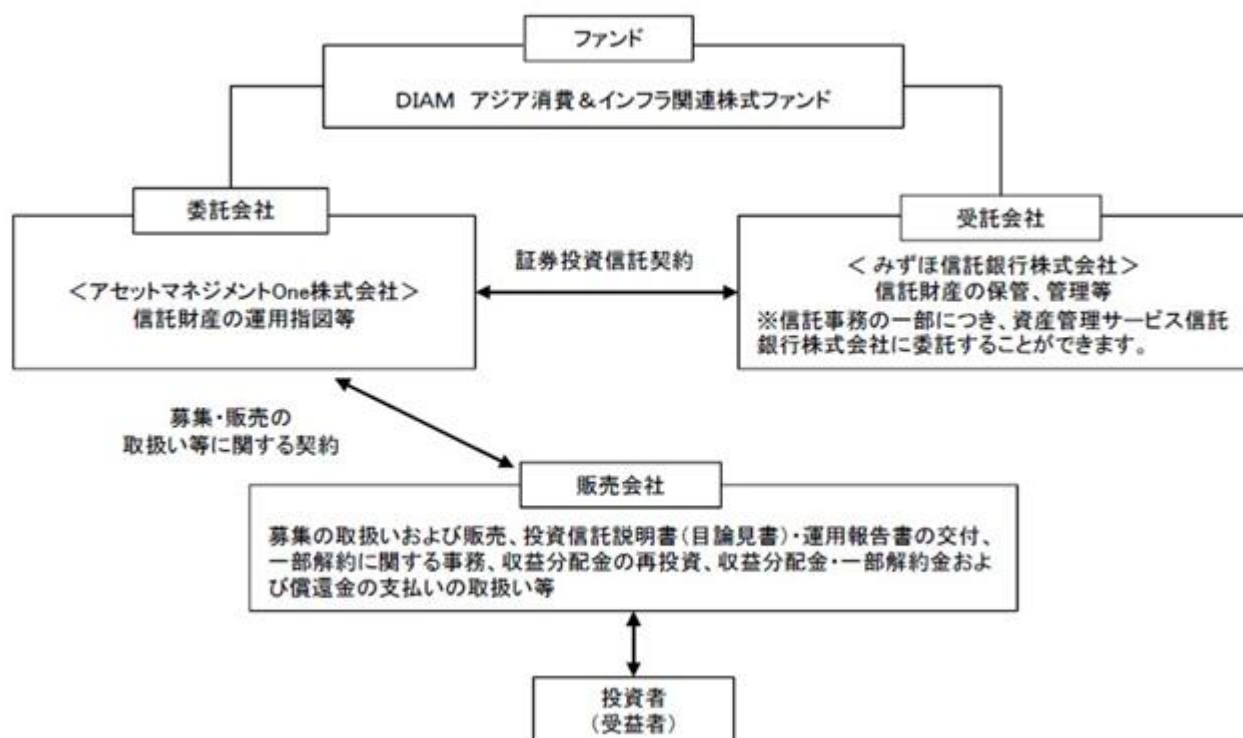 ファンド
DIAM アジア消費&インフラ関連株式ファンド
委託会社
<アセットマネジメントOne株式会社>
信託財産の運用指図等
証券投資信託契約
受託会社
<みずほ信託銀行株式会社>
信託財産の保管、管理等
※信託事務の一部につき、資産管理サービス信託
銀行株式会社に委託することができます。
募集・販売の
取扱い等に関する契約
販売会社
募集の取扱いおよび販売、投資信託説明書(目論見書)・運用報告書の交付、
一部解約に関する事務、収益分配金の再投資、収益分配金・一部解約金およ
び償還金の支払いの取扱い等
投資者
(受益者)